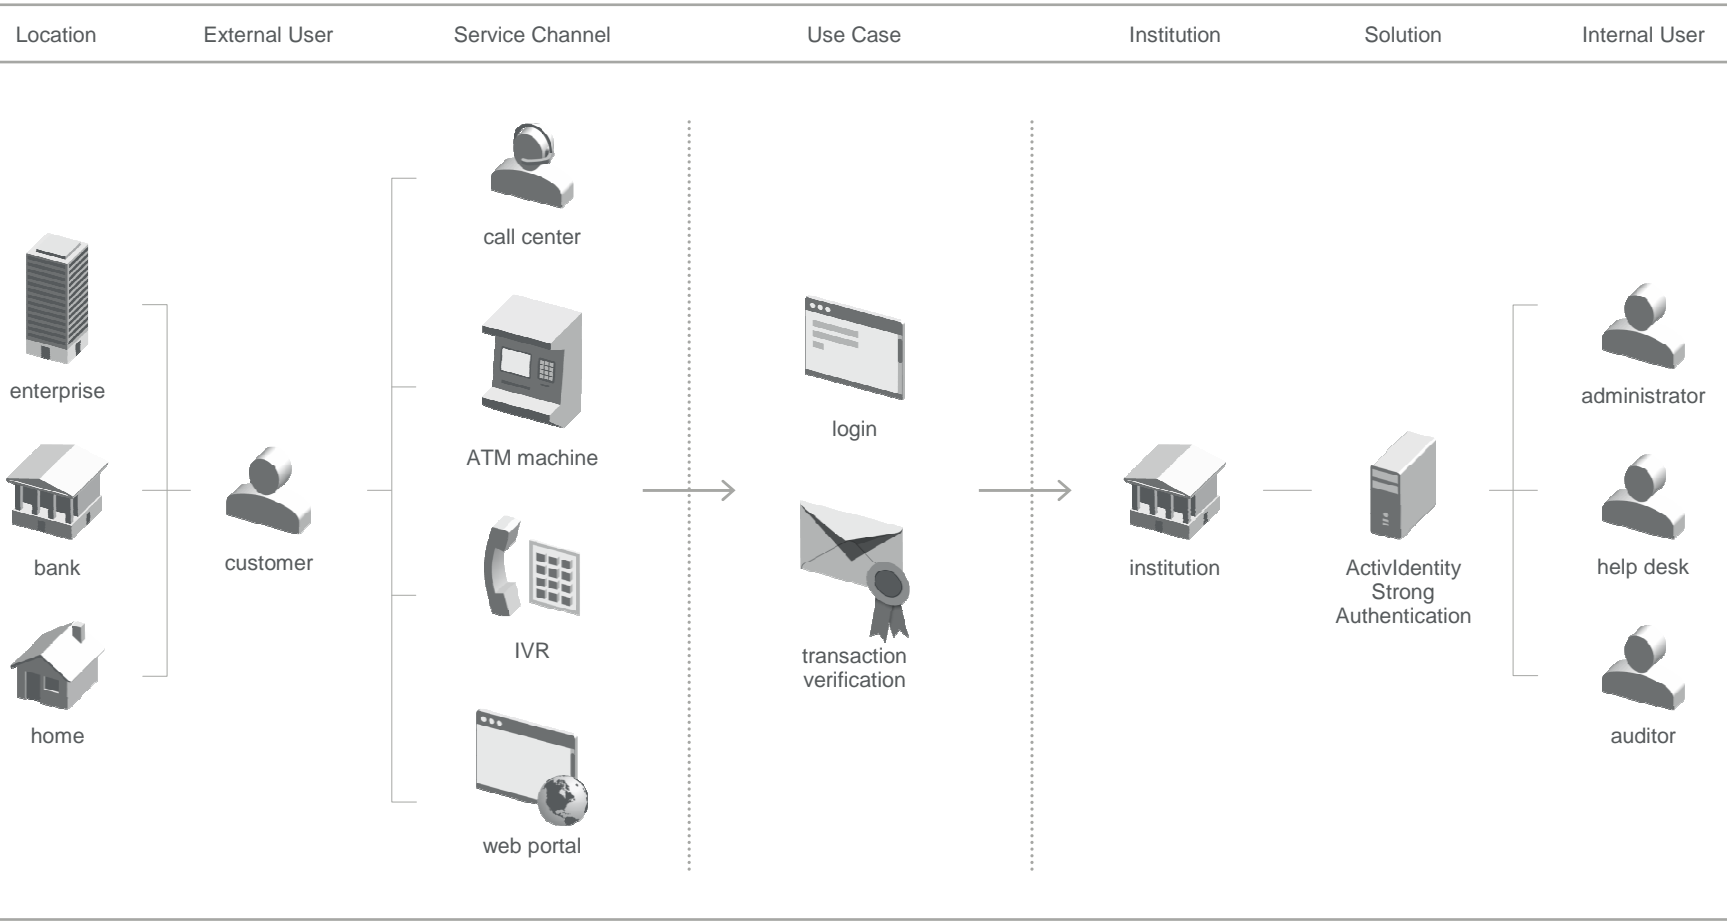 Location
External User
Service Channel
Use Case
Institution
Solution
Internal User
enterprise
bank
home
customer
call center
ATM machine
IVR
web portal
login
transaction
verification
institution
ActivIdentity
Strong
Authentication
administrator
help desk
auditor